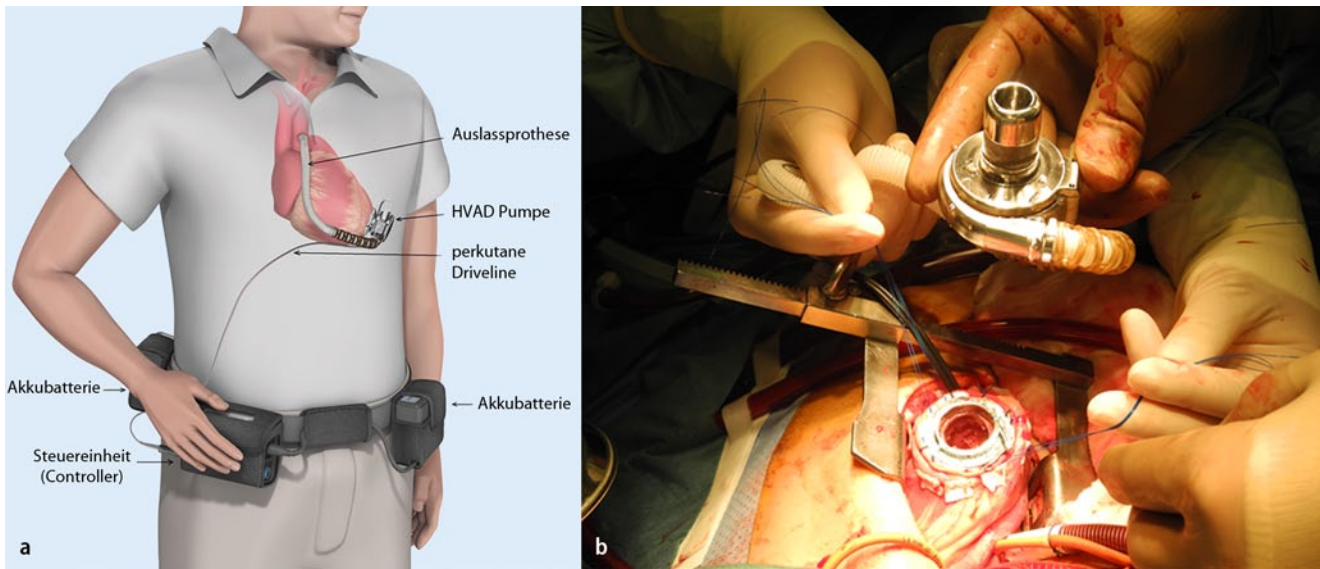 Auslassprothese
HVAD Pumpe
perkutane
Driveline
Akkubatterie
Akkubatterie
Steuereinheit
(Controller)
a
b